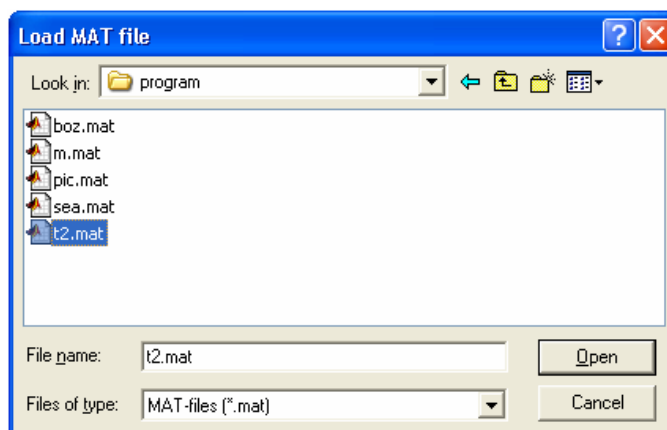 Load MAT file
Look in: program
boz.mat
m.mat
pic.mat
sea.mat
t2.mat
File name: t2.mat Open
Files of type: MAT-files (*.mat) Cancel